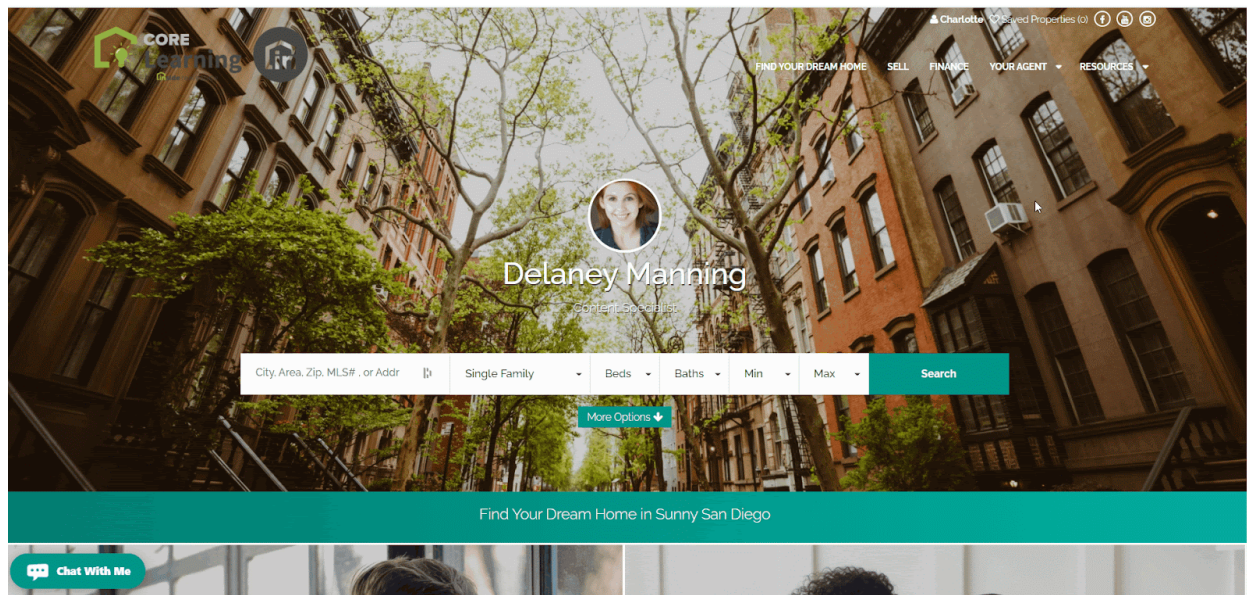 Charlotte Saved Properties (0)
CORE
Learning
FIND YOUR DREAM HOME SELL FINANCE YOUR AGENT RESOURCES
Delaney Manning
Content Specialist
City, Area, Zip, MLS# , or Addr Single Family Beds Baths Min Max Search
More Options
Find Your Dream Home in Sunny San Diego
Chat With Me